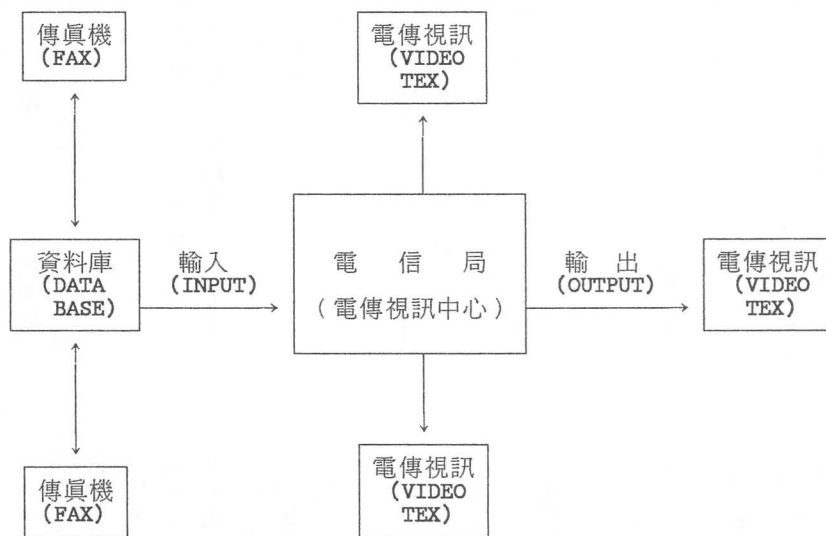 傳眞機
(FAX)
電傳視訊
(VIDEO
TEX)
資料庫
(DATA
BASE)
輸入
(INPUT)
電 信 局
(電傳視訊中心)
輸 出
(OUTPUT)
電傳視訊
(VIDEO
TEX)
傳眞機
(FAX)
電傳視訊
(VIDEO
TEX)